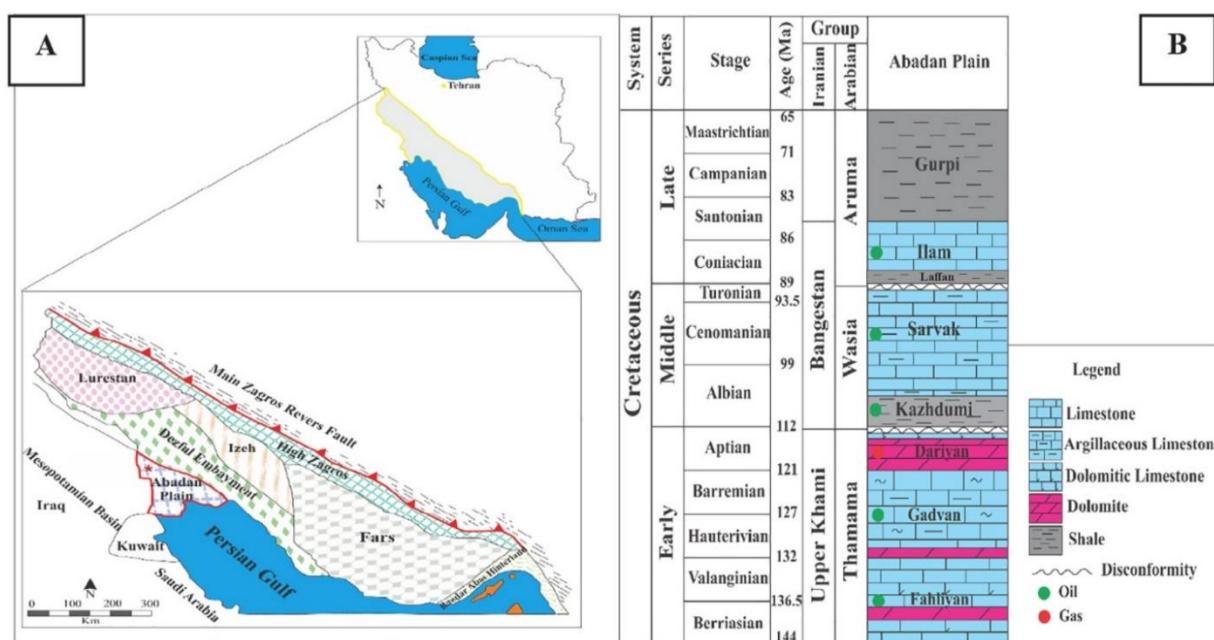 A
Caspian Sea
Tehran
N
Persian Gulf
Oman Sea
Lurestan
Main Zagros Revers Fault
High Zagros
Izeh
Dezful Embayment
Mesopotamian Basin
Abadan
Plain
Iraq
Kuwait
Persian Gulf
Fars
Bandar Abas Hinterland
Saudi Arabia
N
0 100 200 300
Km
B
System
Series
Stage
Age (Ma)
Group
Iranian
Arabian
Abadan Plain
Cretaceous
Late
Middle
Early
Maastrichtian
Campanian
Santonian
Coniacian
Turonian
Cenomanian
Albian
Aptian
Barremian
Hauterivian
Valanginian
Berriasian
65
71
83
86
89
93.5
99
112
121
127
132
136.5
144
Bangestan
Upper Khami
Aruma
Wasia
Thamama
Gurpi
Ilam
Laffan
Sarvak
Kazhdumi
Dariyan
Gadvan
Fahliyan
Legend
Limestone
Argillaceous Limeston
Dolomitic Limestone
Dolomite
Shale
Disconformity
Oil
Gas